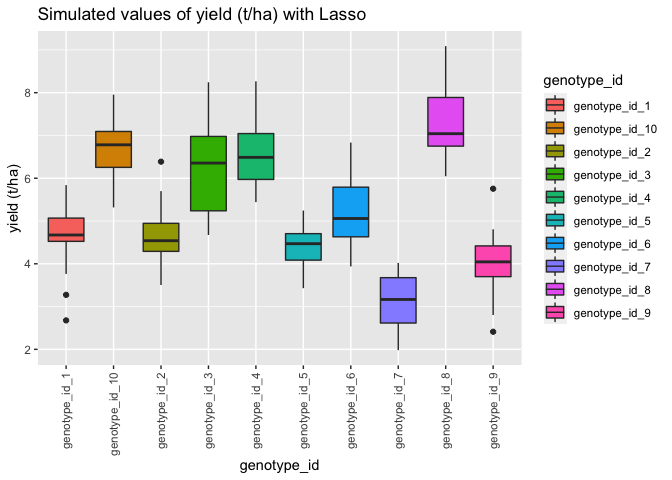 Simulated values of yield (t/ha) with Lasso
yield (t/ha)
8
6
4
2
genotype_id_1
genotype_id_10
genotype_id_2
genotype_id_3
genotype_id_4
genotype_id_5
genotype_id_6
genotype_id_7
genotype_id_8
genotype_id_9
genotype_id
genotype_id
genotype_id_1
genotype_id_10
genotype_id_2
genotype_id_3
genotype_id_4
genotype_id_5
genotype_id_6
genotype_id_7
genotype_id_8
genotype_id_9